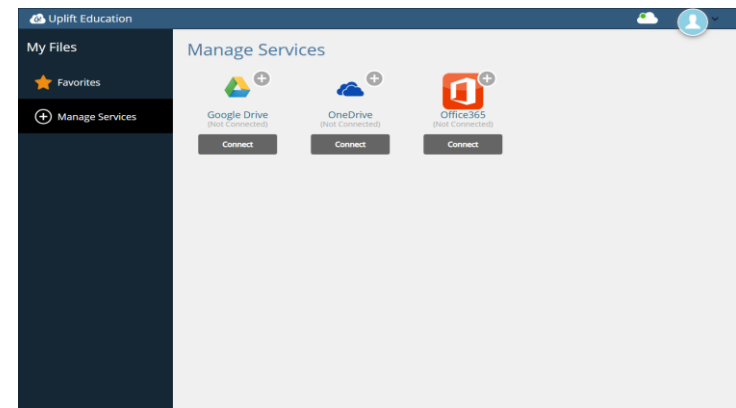 Uplift Education
My Files
Favorites
Manage Services
Manage Services
Google Drive
(Not Connected)
Connect
OneDrive
(Not Connected)
Connect
Office365
(Not Connected)
Connect